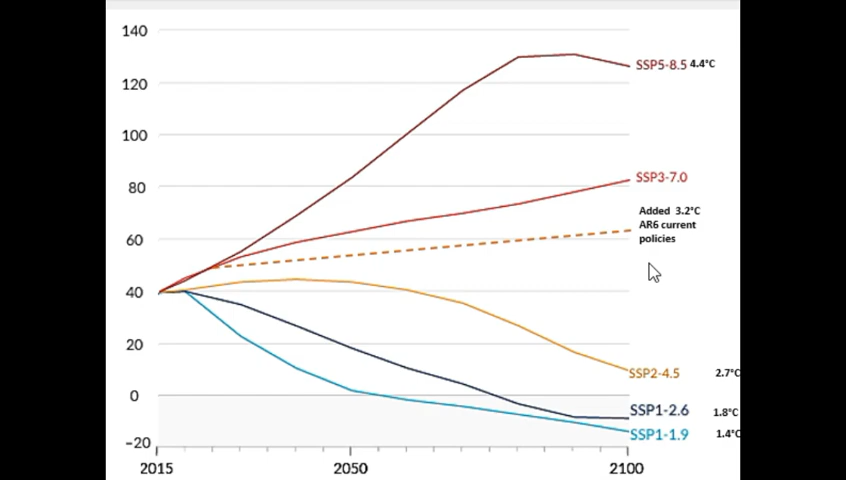 140
SSP5-8.5 4.4°C
120
100
80
SSP3-7.0
Added 3.2°C
AR6 current
policies
60
40
20
SSP2-4.5 2.7°C
0
SSP1-2.6 1.8°C
SSP1-1.9 1.4°C
-20
2015 2050 2100